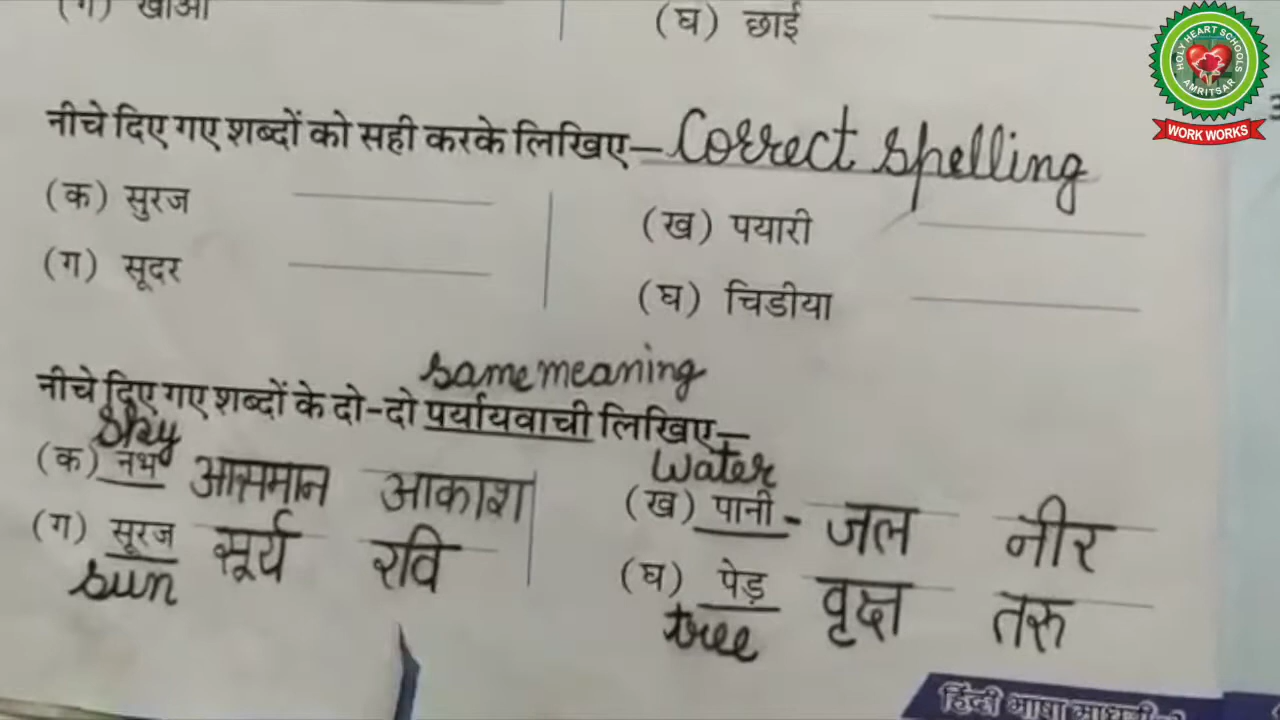 (ग) खाओ (घ) छाई
HOLY HEART SCHOOLS
AMRITSAR
WORK WORKS
नीचे दिए गए शब्दों को सही करके लिखिए— Correct spelling
(क) सुरज (ख) पयारी
(ग) सूदर (घ) चिडीया
same meaning
नीचे दिए गए शब्दों के दो-दो पर्यायवाची लिखिए—
sky water
(क) नभ आसमान आकाश (ख) पानी - जल नीर
(ग) सूरज सूर्य रवि (घ) पेड़ वृक्ष तरु
sun tree
हिंदी भाषा माधुरी